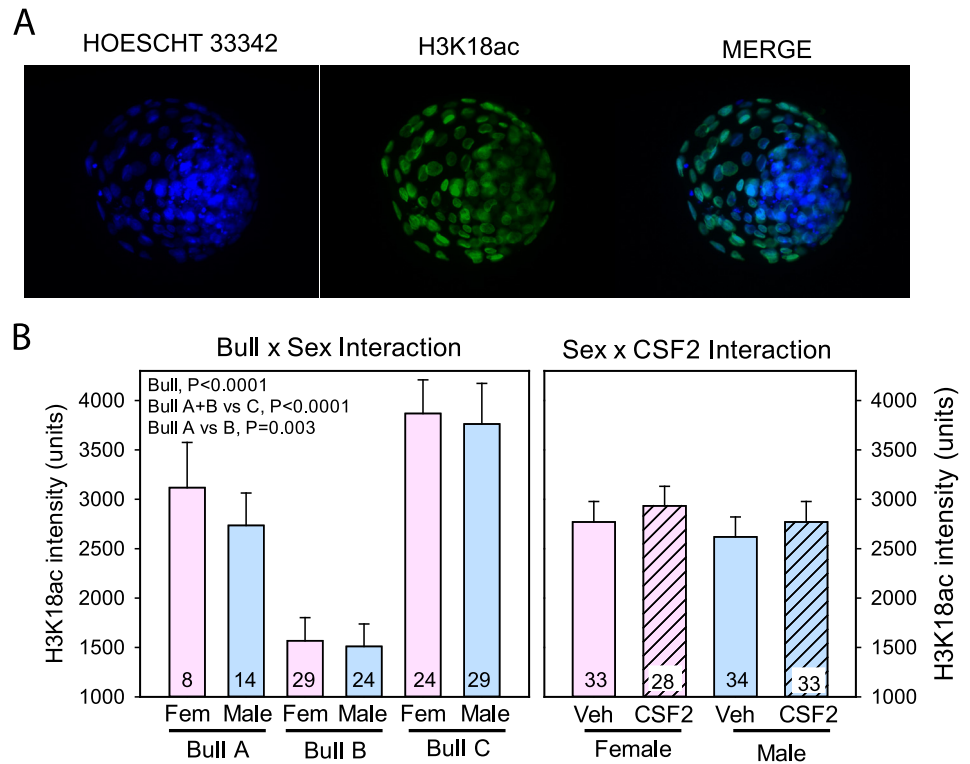 A
HOESCHT 33342
H3K18ac
MERGE
B
Bull x Sex Interaction
Sex x CSF2 Interaction
H3K18ac intensity (units)
4000
3500
3000
2500
2000
1500
1000
Bull, P<0.0001
Bull A+B vs C, P<0.0001
Bull A vs B, P=0.003
8
14
29
24
24
29
Fem Male Fem Male Fem Male
Bull A
Bull B
Bull C
33
28
34
33
Veh CSF2 Veh CSF2
Female
Male
4000
3500
3000
2500
2000
1500
1000
H3K18ac intensity (units)